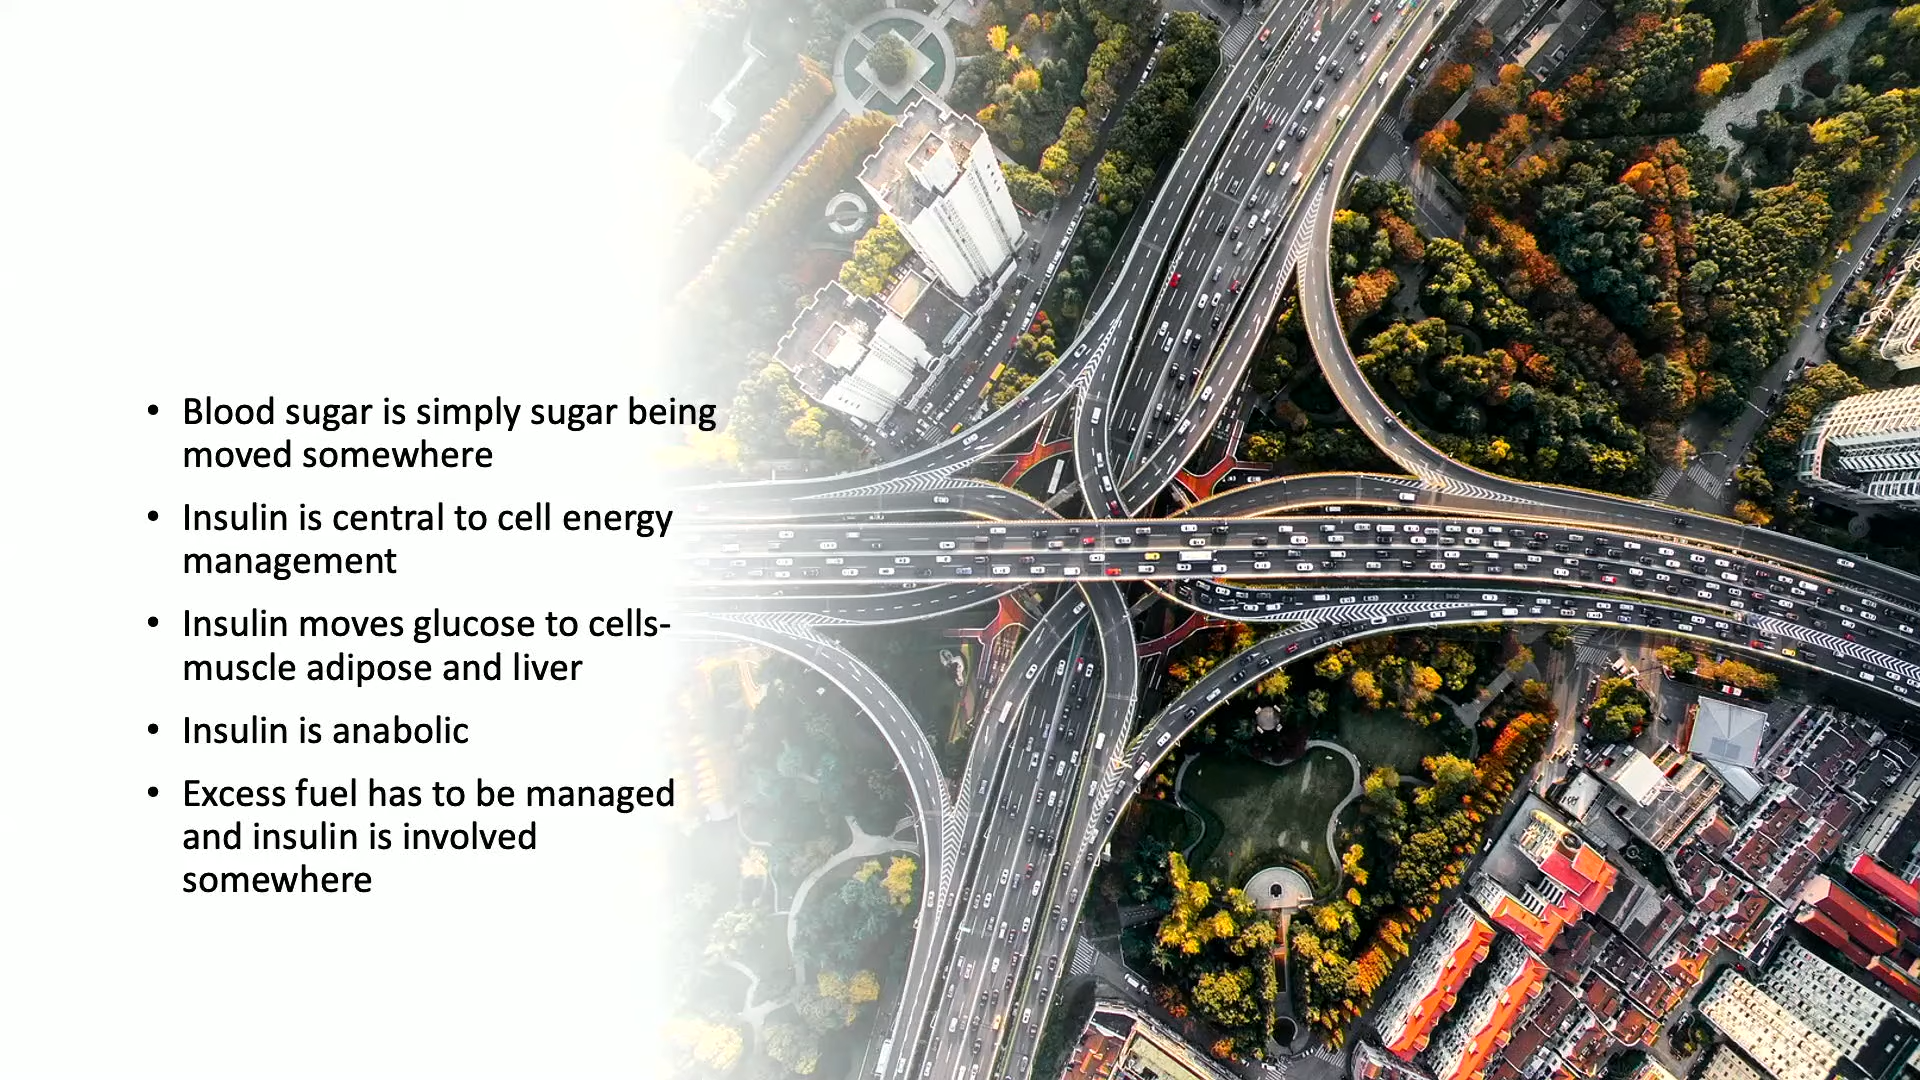 • Blood sugar is simply sugar being
moved somewhere
• Insulin is central to cell energy
management
• Insulin moves glucose to cells-
muscle adipose and liver
• Insulin is anabolic
• Excess fuel has to be managed
and insulin is involved
somewhere